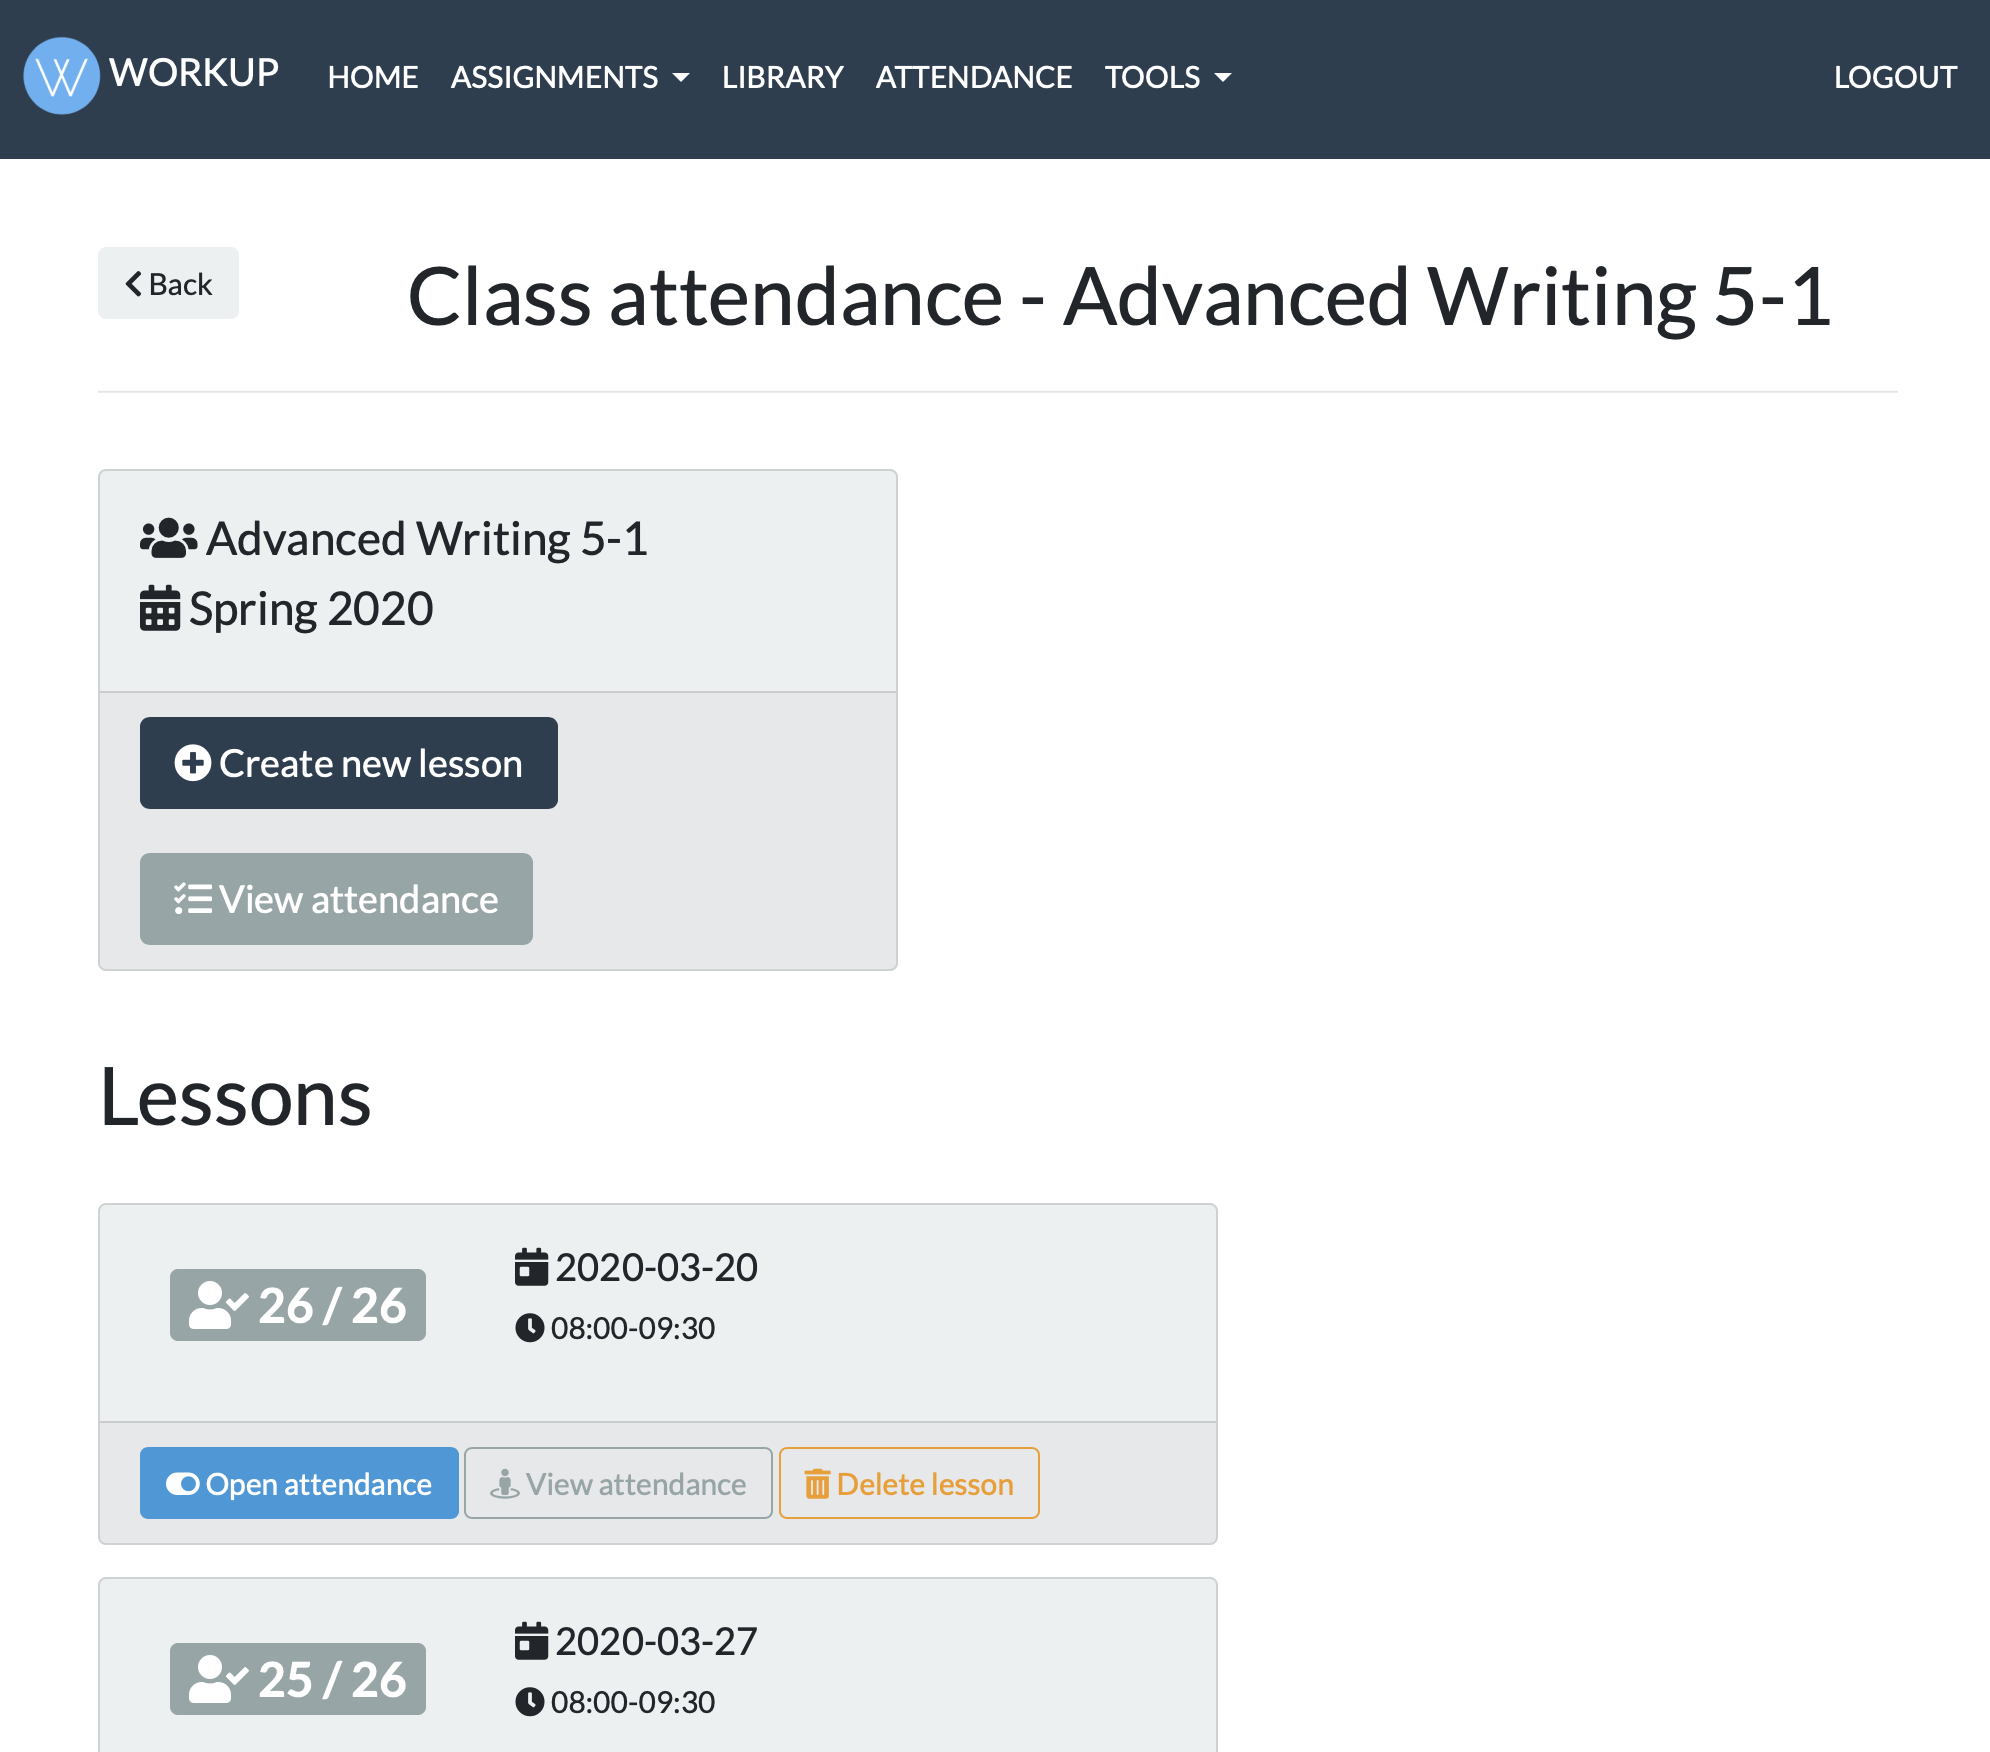 W WORKUP HOME ASSIGNMENTS LIBRARY ATTENDANCE TOOLS LOGOUT
Back
Class attendance - Advanced Writing 5-1
Advanced Writing 5-1
Spring 2020
Create new lesson
View attendance
Lessons
26 / 26
2020-03-20
08:00-09:30
Open attendance View attendance Delete lesson
25 / 26
2020-03-27
08:00-09:30